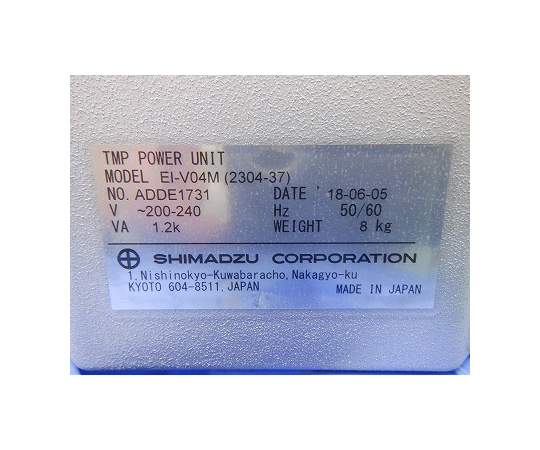 TMP POWER UNIT
MODEL EI-V04M (2304-37)
NO. ADDE1731 DATE '18-06-05
V ~200-240 Hz 50/60
VA 1.2k WEIGHT 8 kg
SHIMADZU CORPORATION
1, Nishinokyo-Kuwabaracho, Nakagyo-ku
KYOTO 604-8511, JAPAN MADE IN JAPAN